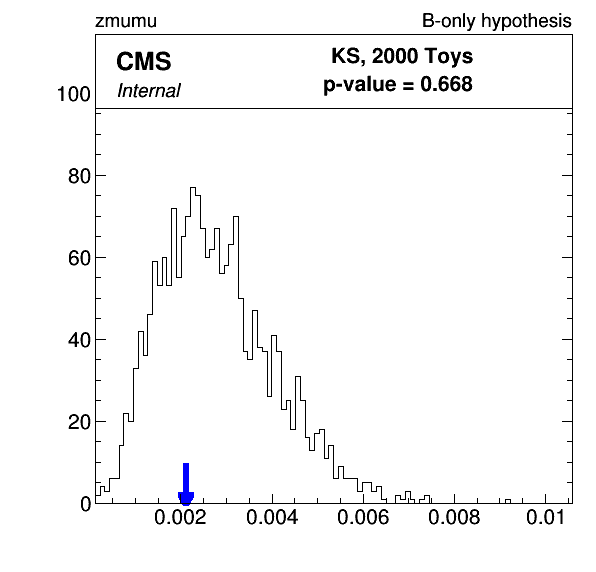 zmumu B-only hypothesis
CMS KS, 2000 Toys
Internal p-value = 0.668
100
80
60
40
20
0
0.002 0.004 0.006 0.008 0.01